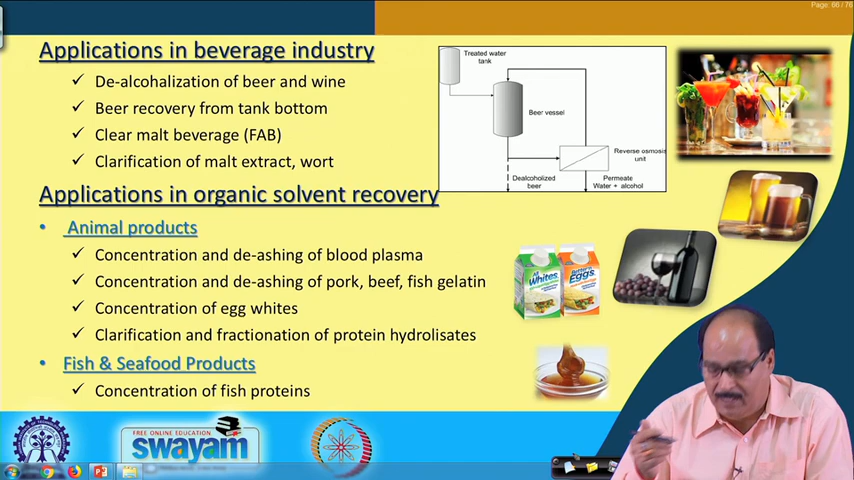 Page: 66 / 76
Applications in beverage industry
✓ De-alcohalization of beer and wine
✓ Beer recovery from tank bottom
✓ Clear malt beverage (FAB)
✓ Clarification of malt extract, wort
Treated water
tank
Beer vessel
Reverse osmosis
unit
Dealcoholized
beer
Permeate
Water + alcohol
Applications in organic solvent recovery
• Animal products
✓ Concentration and de-ashing of blood plasma
✓ Concentration and de-ashing of pork, beef, fish gelatin
✓ Concentration of egg whites
✓ Clarification and fractionation of protein hydrolisates
All
Whites
Better'n
Eggs
• Fish & Seafood Products
✓ Concentration of fish proteins
FREE ONLINE EDUCATION
swayam